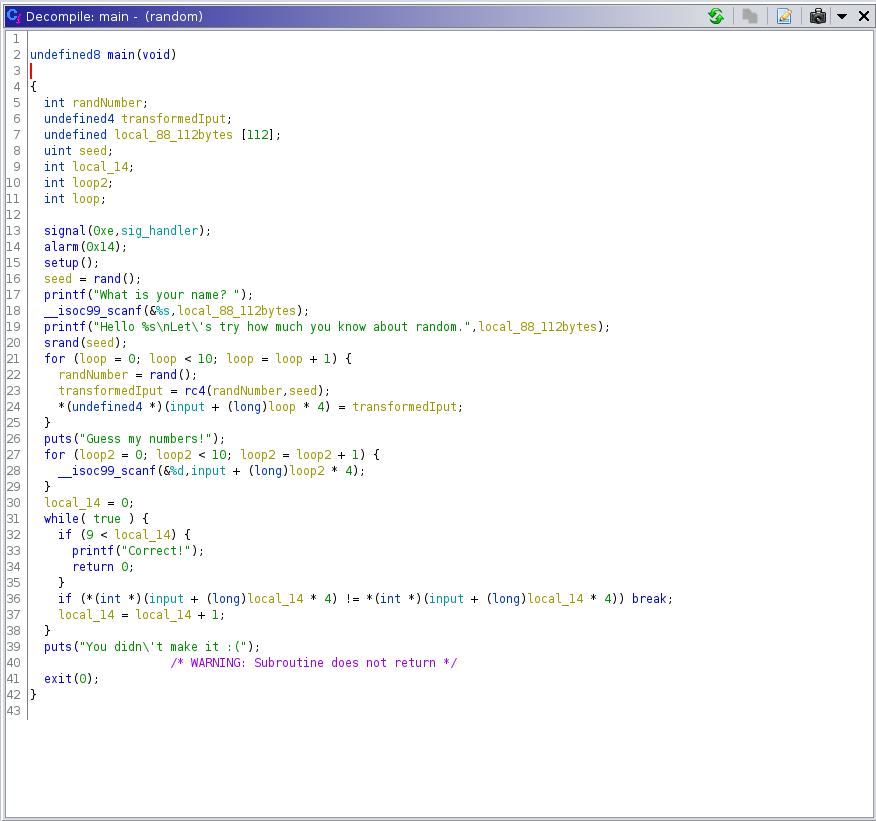 Decompile: main - (random)
1
2 undefined8 main(void)
3
4 {
5 int randNumber;
6 undefined4 transformedIput;
7 undefined local_88_112bytes [112];
8 uint seed;
9 int local_14;
10 int loop2;
11 int loop;
12
13 signal(0xe,sig_handler);
14 alarm(0x14);
15 setup();
16 seed = rand();
17 printf("What is your name? ");
18 __isoc99_scanf(&%s,local_88_112bytes);
19 printf("Hello %s\nLet\'s try how much you know about random.",local_88_112bytes);
20 srand(seed);
21 for (loop = 0; loop < 10; loop = loop + 1) {
22 randNumber = rand();
23 transformedIput = rc4(randNumber,seed);
24 *(undefined4 *)(input + (long)loop * 4) = transformedIput;
25 }
26 puts("Guess my numbers!");
27 for (loop2 = 0; loop2 < 10; loop2 = loop2 + 1) {
28 __isoc99_scanf(&%d,input + (long)loop2 * 4);
29 }
30 local_14 = 0;
31 while( true ) {
32 if (9 < local_14) {
33 printf("Correct!");
34 return 0;
35 }
36 if (*(int *)(input + (long)local_14 * 4) != *(int *)(input + (long)local_14 * 4)) break;
37 local_14 = local_14 + 1;
38 }
39 puts("You didn\'t make it :(");
40 /* WARNING: Subroutine does not return */
41 exit(0);
42 }
43